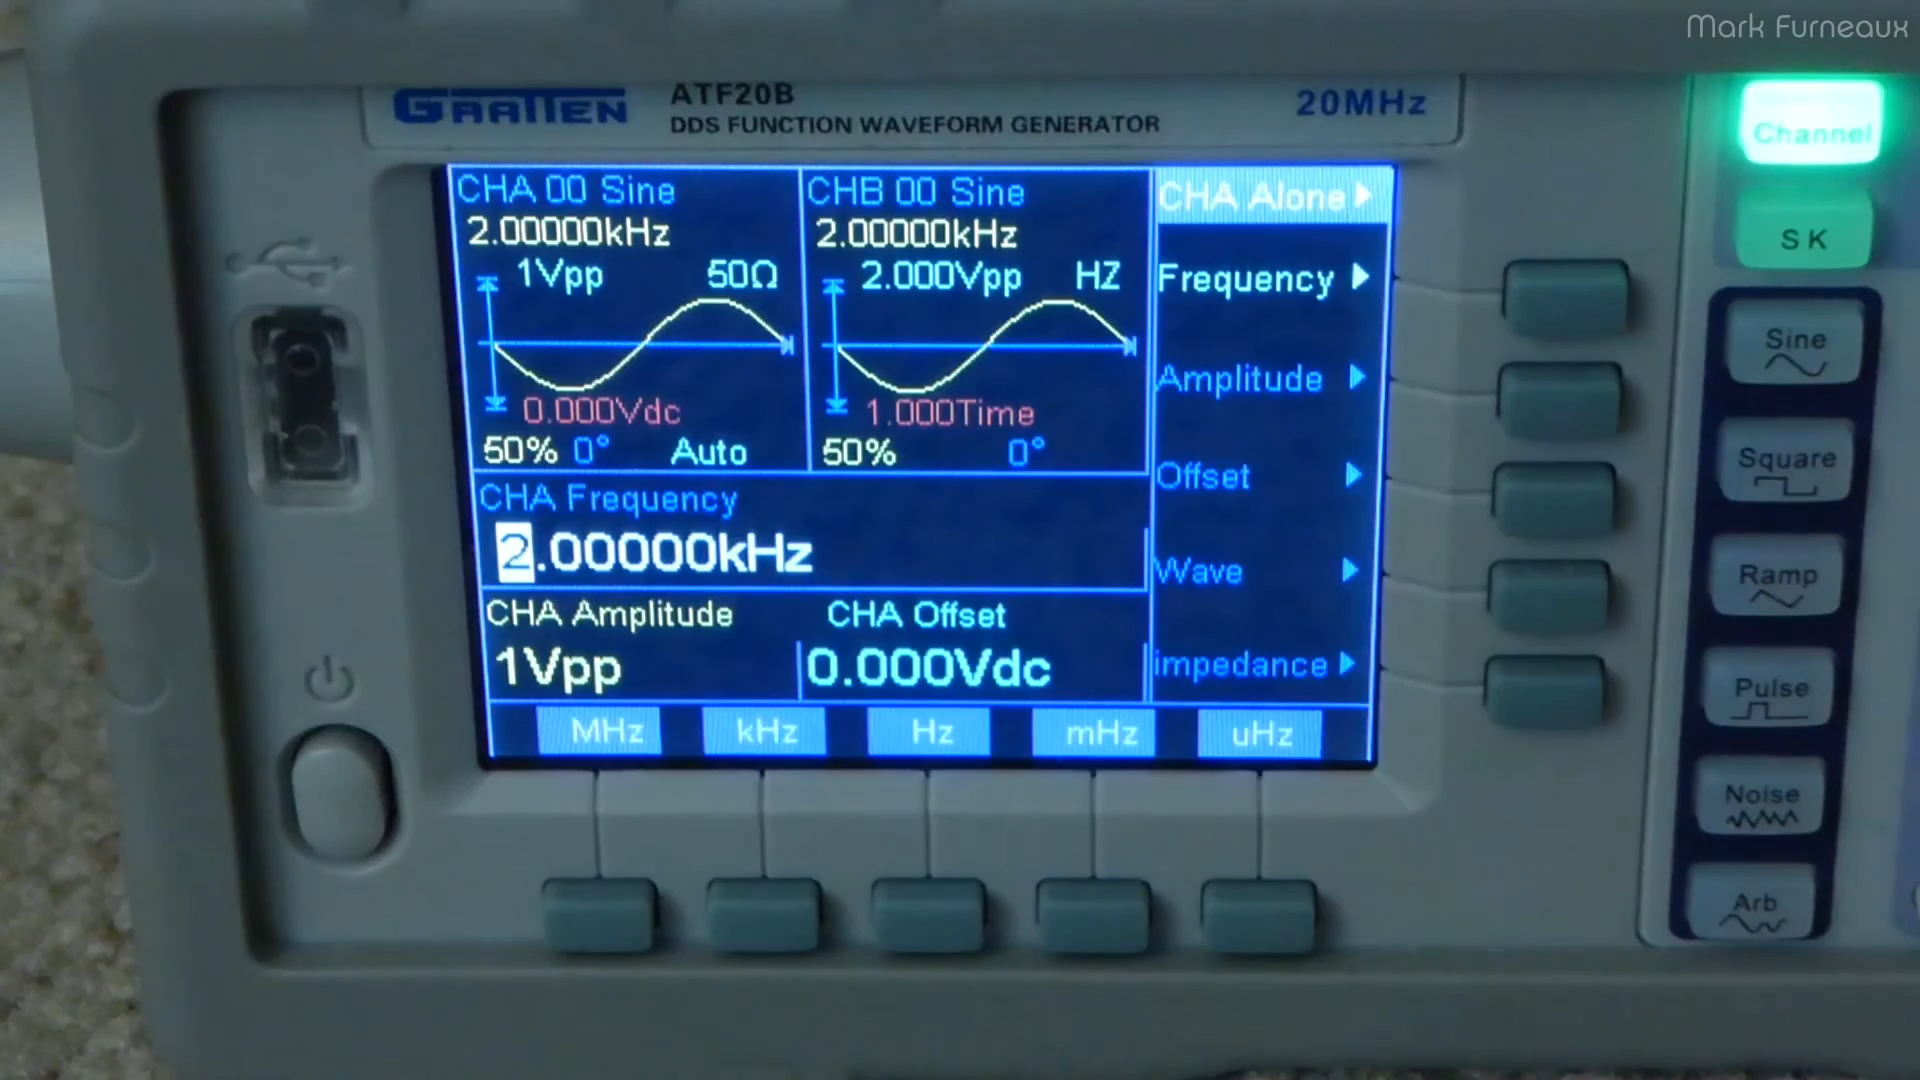 Mark Furneaux
GRATTEN
ATF20B
DDS FUNCTION WAVEFORM GENERATOR
20MHz
Channel
SK
CHA 00 Sine
2.00000kHz
1Vpp 50Ω
0.000Vdc
50% 0° Auto
CHB 00 Sine
2.00000kHz
2.000Vpp HZ
1.000Time
50% 0°
CHA Alone
Frequency
Amplitude
Offset
Wave
impedance
CHA Frequency
2.00000kHz
CHA Amplitude
1Vpp
CHA Offset
0.000Vdc
MHz kHz Hz mHz uHz
Sine
Square
Ramp
Pulse
Noise
Arb